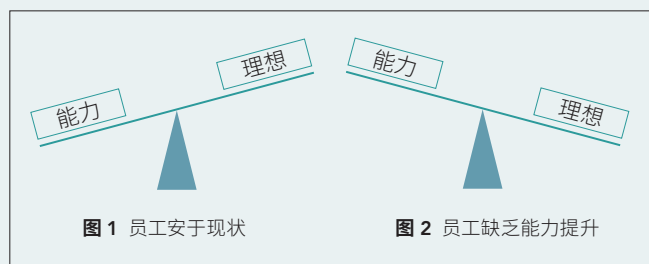 能力
理想
能力
理想
图1 员工安于现状
图2 员工缺乏能力提升